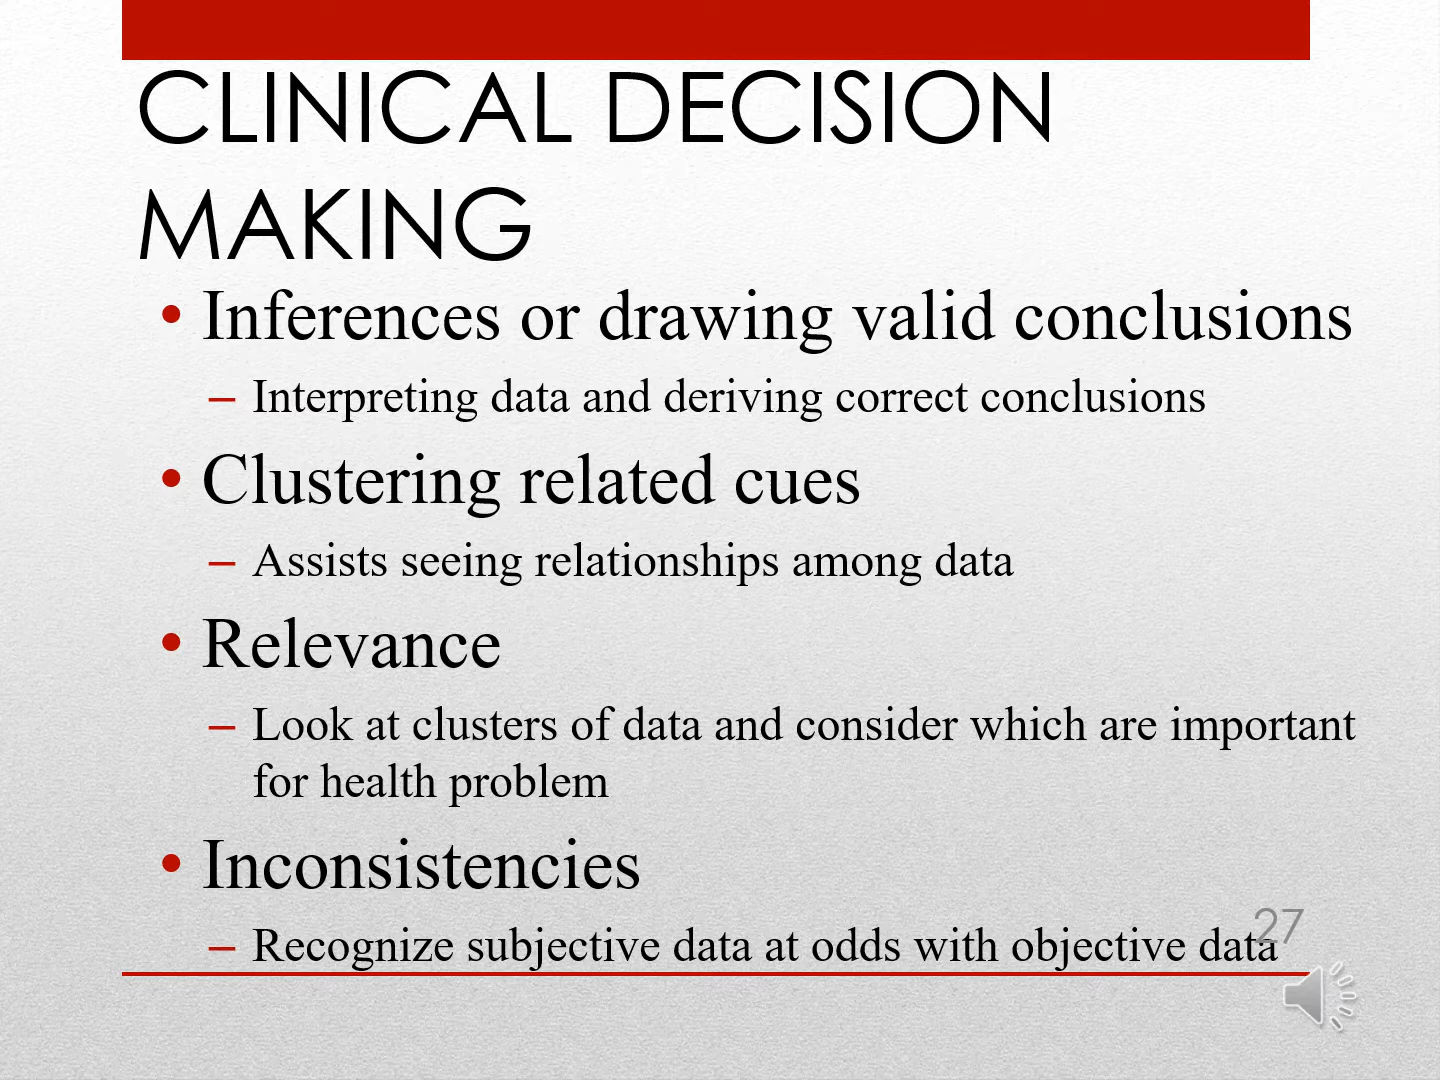 CLINICAL DECISION
MAKING
• Inferences or drawing valid conclusions
– Interpreting data and deriving correct conclusions
• Clustering related cues
– Assists seeing relationships among data
• Relevance
– Look at clusters of data and consider which are important
for health problem
• Inconsistencies
– Recognize subjective data at odds with objective data
27